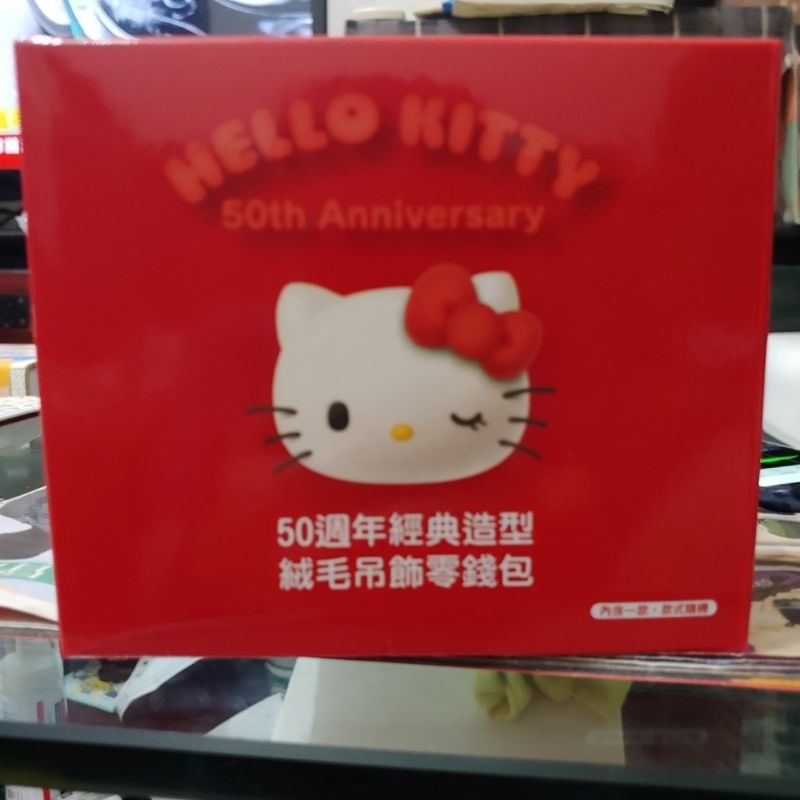 HELLO KITTY
50th Anniversary
50週年經典造型
絨毛吊飾零錢包
內含一款，款式隨機